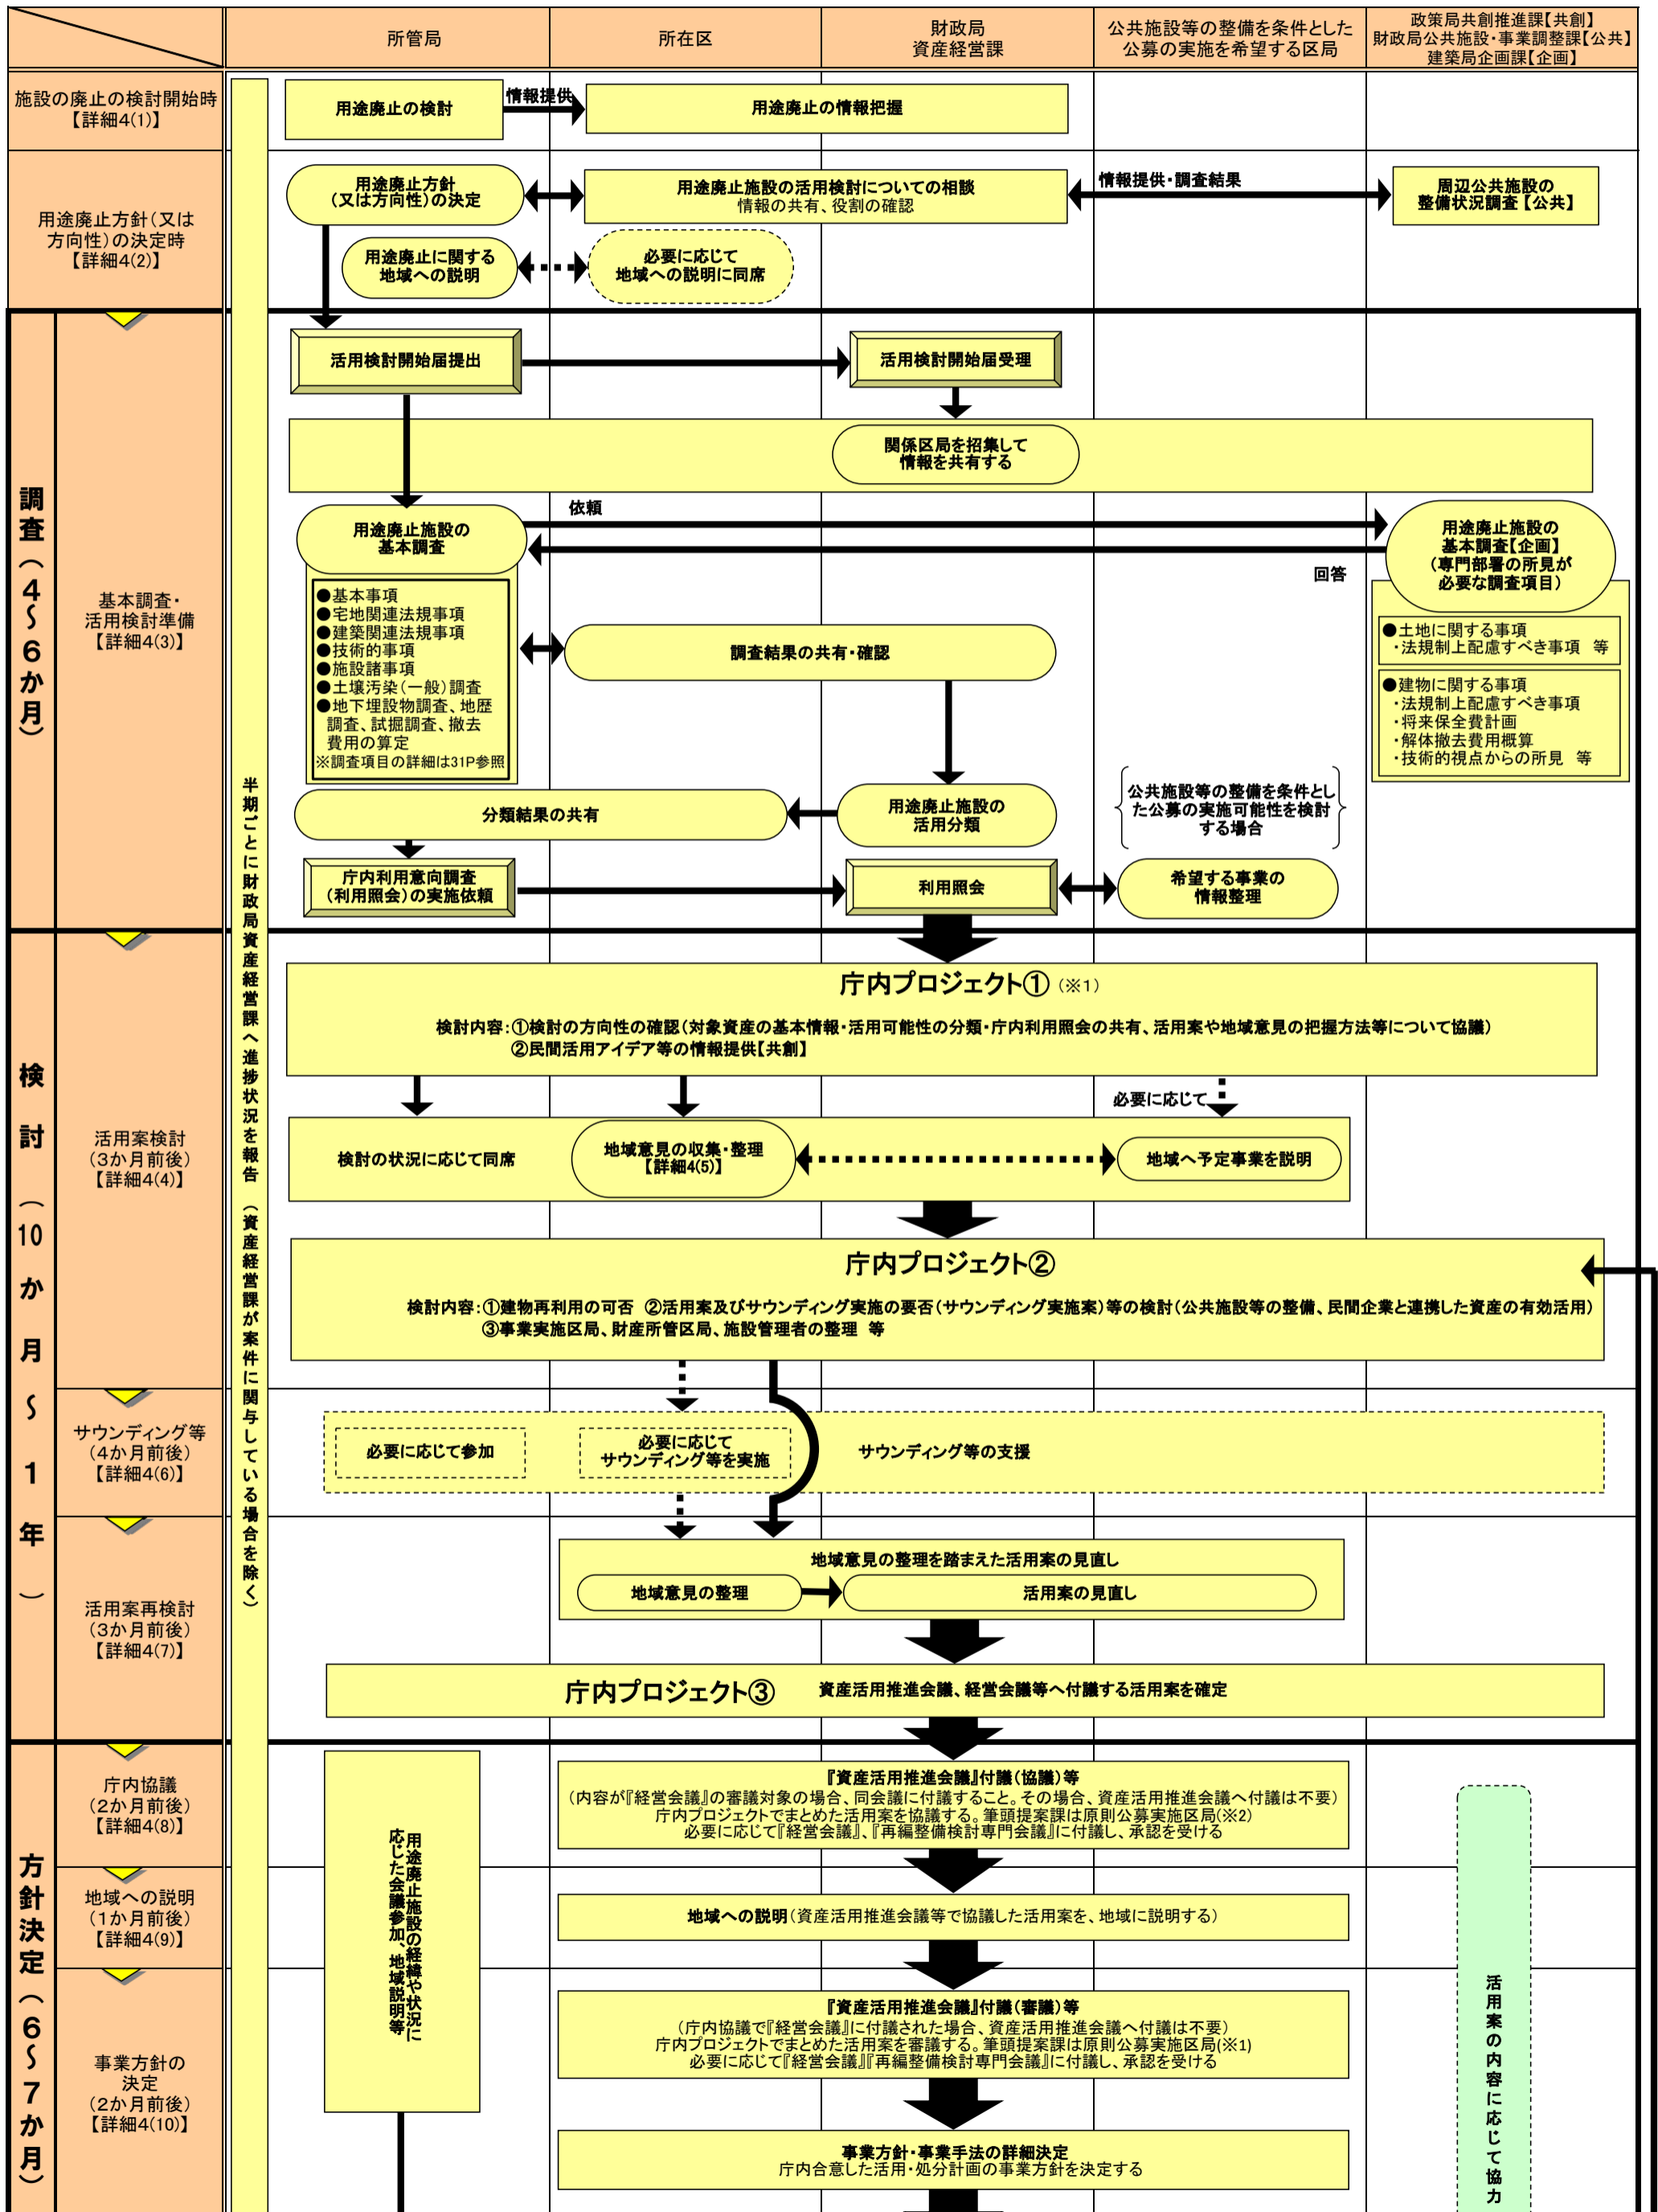 所管局
所在区
財政局
資産経営課
公共施設等の整備を条件とした
公募の実施を希望する区局
政策局共創推進課【共創】
財政局公共施設・事業調整課【公共】
建築局企画課【企画】
施設の廃止の検討開始時
【詳細4(1)】
用途廃止の検討
情報提供
用途廃止の情報把握
用途廃止方針(又は
方向性)の決定時
【詳細4(2)】
用途廃止方針
(又は方向性)の決定
用途廃止施設の活用検討についての相談
情報の共有、役割の確認
情報提供・調査結果
周辺公共施設の
整備状況調査【公共】
用途廃止に関する
地域への説明
必要に応じて
地域への説明に同席
半期ごとに財政局資産経営課へ進捗状況を報告 (資産経営課が案件に関与している場合を除く)
調査(4~6か月)
基本調査・
活用検討準備
【詳細4(3)】
活用検討開始届提出
活用検討開始届受理
関係区局を招集して
情報を共有する
用途廃止施設の
基本調査
依頼
回答
用途廃止施設の
基本調査【企画】
(専門部署の所見が
必要な調査項目)
●基本事項
●宅地関連法規事項
●建築関連法規事項
●技術的事項
●施設諸事項
●土壌汚染(一般)調査
●地下埋設物調査、地歴
調査、試掘調査、撤去
費用の算定
※調査項目の詳細は31P参照
調査結果の共有・確認
●土地に関する事項
・法規制上配慮すべき事項 等
●建物に関する事項
・法規制上配慮すべき事項
・将来保全費計画
・解体撤去費用概算
・技術的視点からの所見 等
分類結果の共有
用途廃止施設の
活用分類
公共施設等の整備を条件とし
た公募の実施可能性を検討
する場合
庁内利用意向調査
(利用照会)の実施依頼
利用照会
希望する事業の
情報整理
検討(10か月~1年)
活用案検討
(3か月前後)
【詳細4(4)】
庁内プロジェクト①(※1)
検討内容:①検討の方向性の確認(対象資産の基本情報・活用可能性の分類・庁内利用照会の共有、活用案や地域意見の把握方法等について協議)
②民間活用アイデア等の情報提供【共創】
必要に応じて
検討の状況に応じて同席
地域意見の収集・整理
【詳細4(5)】
地域へ予定事業を説明
庁内プロジェクト②
検討内容:①建物再利用の可否 ②活用案及びサウンディング実施の要否(サウンディング実施案)等の検討(公共施設等の整備、民間企業と連携した資産の有効活用)
③事業実施区局、財産所管区局、施設管理者の整理 等
サウンディング等
(4か月前後)
【詳細4(6)】
必要に応じて参加
必要に応じて
サウンディング等を実施
サウンディング等の支援
活用案再検討
(3か月前後)
【詳細4(7)】
地域意見の整理を踏まえた活用案の見直し
地域意見の整理
活用案の見直し
庁内プロジェクト③
資産活用推進会議、経営会議等へ付議する活用案を確定
方針決定(6~7か月)
庁内協議
(2か月前後)
【詳細4(8)】
用途廃止施設の経緯や状況に
応じた会議参加、地域説明等
『資産活用推進会議』付議(協議)等
(内容が『経営会議』の審議対象の場合、同会議に付議すること。その場合、資産活用推進会議へ付議は不要)
庁内プロジェクトでまとめた活用案を協議する。筆頭提案課は原則公募実施区局(※2)
必要に応じて『経営会議』、『再編整備検討専門会議』に付議し、承認を受ける
地域への説明
(1か月前後)
【詳細4(9)】
地域への説明(資産活用推進会議等で協議した活用案を、地域に説明する)
事業方針の
決定
(2か月前後)
【詳細4(10)】
『資産活用推進会議』付議(審議)等
(庁内協議で『経営会議』に付議された場合、資産活用推進会議へ付議は不要)
庁内プロジェクトでまとめた活用案を審議する。筆頭提案課は原則公募実施区局(※1)
必要に応じて『経営会議』『再編整備検討専門会議』に付議し、承認を受ける
事業方針・事業手法の詳細決定
庁内合意した活用・処分計画の事業方針を決定する
活用案の内容に応じて協力